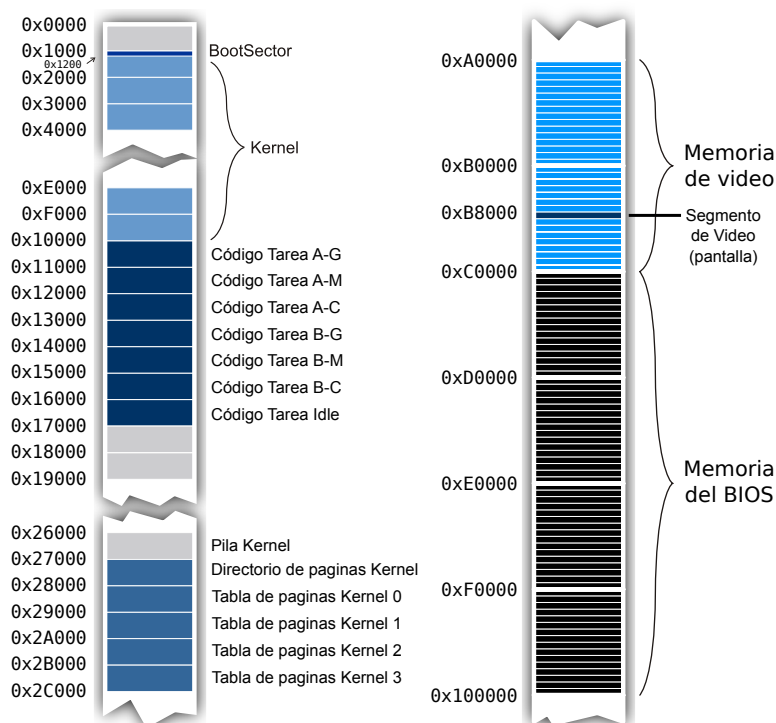 0x0000
0x1000
BootSector
0x1200
0x2000
0x3000
0x4000
Kernel
0xE000
0xF000
0x10000
Código Tarea A-G
0x11000
Código Tarea A-M
0x12000
Código Tarea A-C
0x13000
Código Tarea B-G
0x14000
Código Tarea B-M
0x15000
Código Tarea B-C
0x16000
Código Tarea Idle
0x17000
0x18000
0x19000
0x26000
Pila Kernel
0x27000
Directorio de paginas Kernel
0x28000
Tabla de paginas Kernel 0
0x29000
Tabla de paginas Kernel 1
0x2A000
Tabla de paginas Kernel 2
0x2B000
Tabla de paginas Kernel 3
0x2C000
0xA0000
Memoria
de video
0xB0000
0xB8000
Segmento
de Video
(pantalla)
0xC0000
0xD0000
Memoria
del BIOS
0xE0000
0xF0000
0x100000